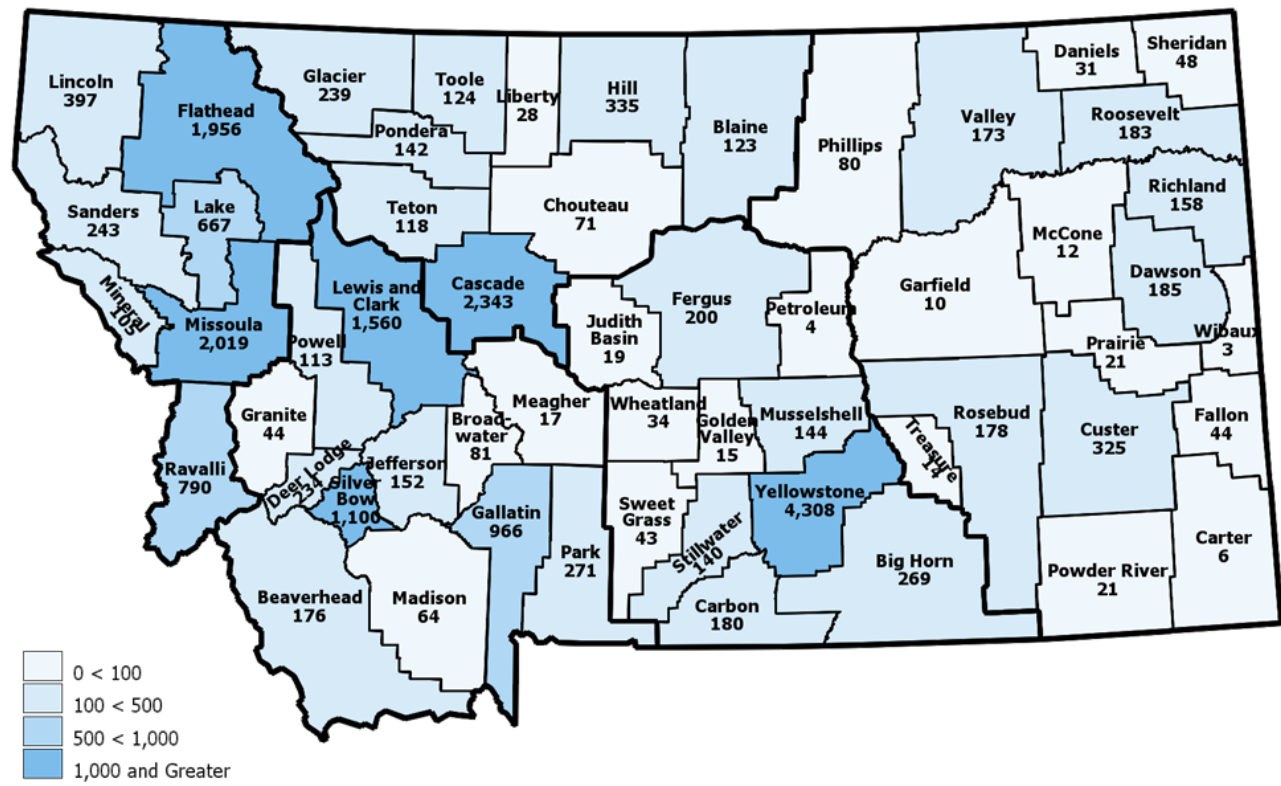 Lincoln
397
Flathead
1,956
Glacier
239
Toole
124
Liberty
28
Hill
335
Blaine
123
Phillips
80
Valley
173
Daniels
31
Sheridan
48
Roosevelt
183
Pondera
142
Sanders
243
Lake
667
Teton
118
Chouteau
71
McCone
12
Richland
158
Mineral
105
Missoula
2,019
Powell
113
Lewis and
Clark
1,560
Cascade
2,343
Judith
Basin
19
Fergus
200
Petroleum
4
Garfield
10
Dawson
185
Prairie
21
Wibaux
3
Ravalli
790
Granite
44
Deer Lodge
234
Silver
Bow
1,100
Jefferson
152
Broad-
water
81
Meagher
17
Wheatland
34
Golden
Valley
15
Musselshell
144
Treasure
14
Rosebud
178
Custer
325
Fallon
44
Gallatin
966
Park
271
Sweet
Grass
43
Stillwater
140
Yellowstone
4,308
Big Horn
269
Powder River
21
Carter
6
Beaverhead
176
Madison
64
Carbon
180
0 < 100
100 < 500
500 < 1,000
1,000 and Greater